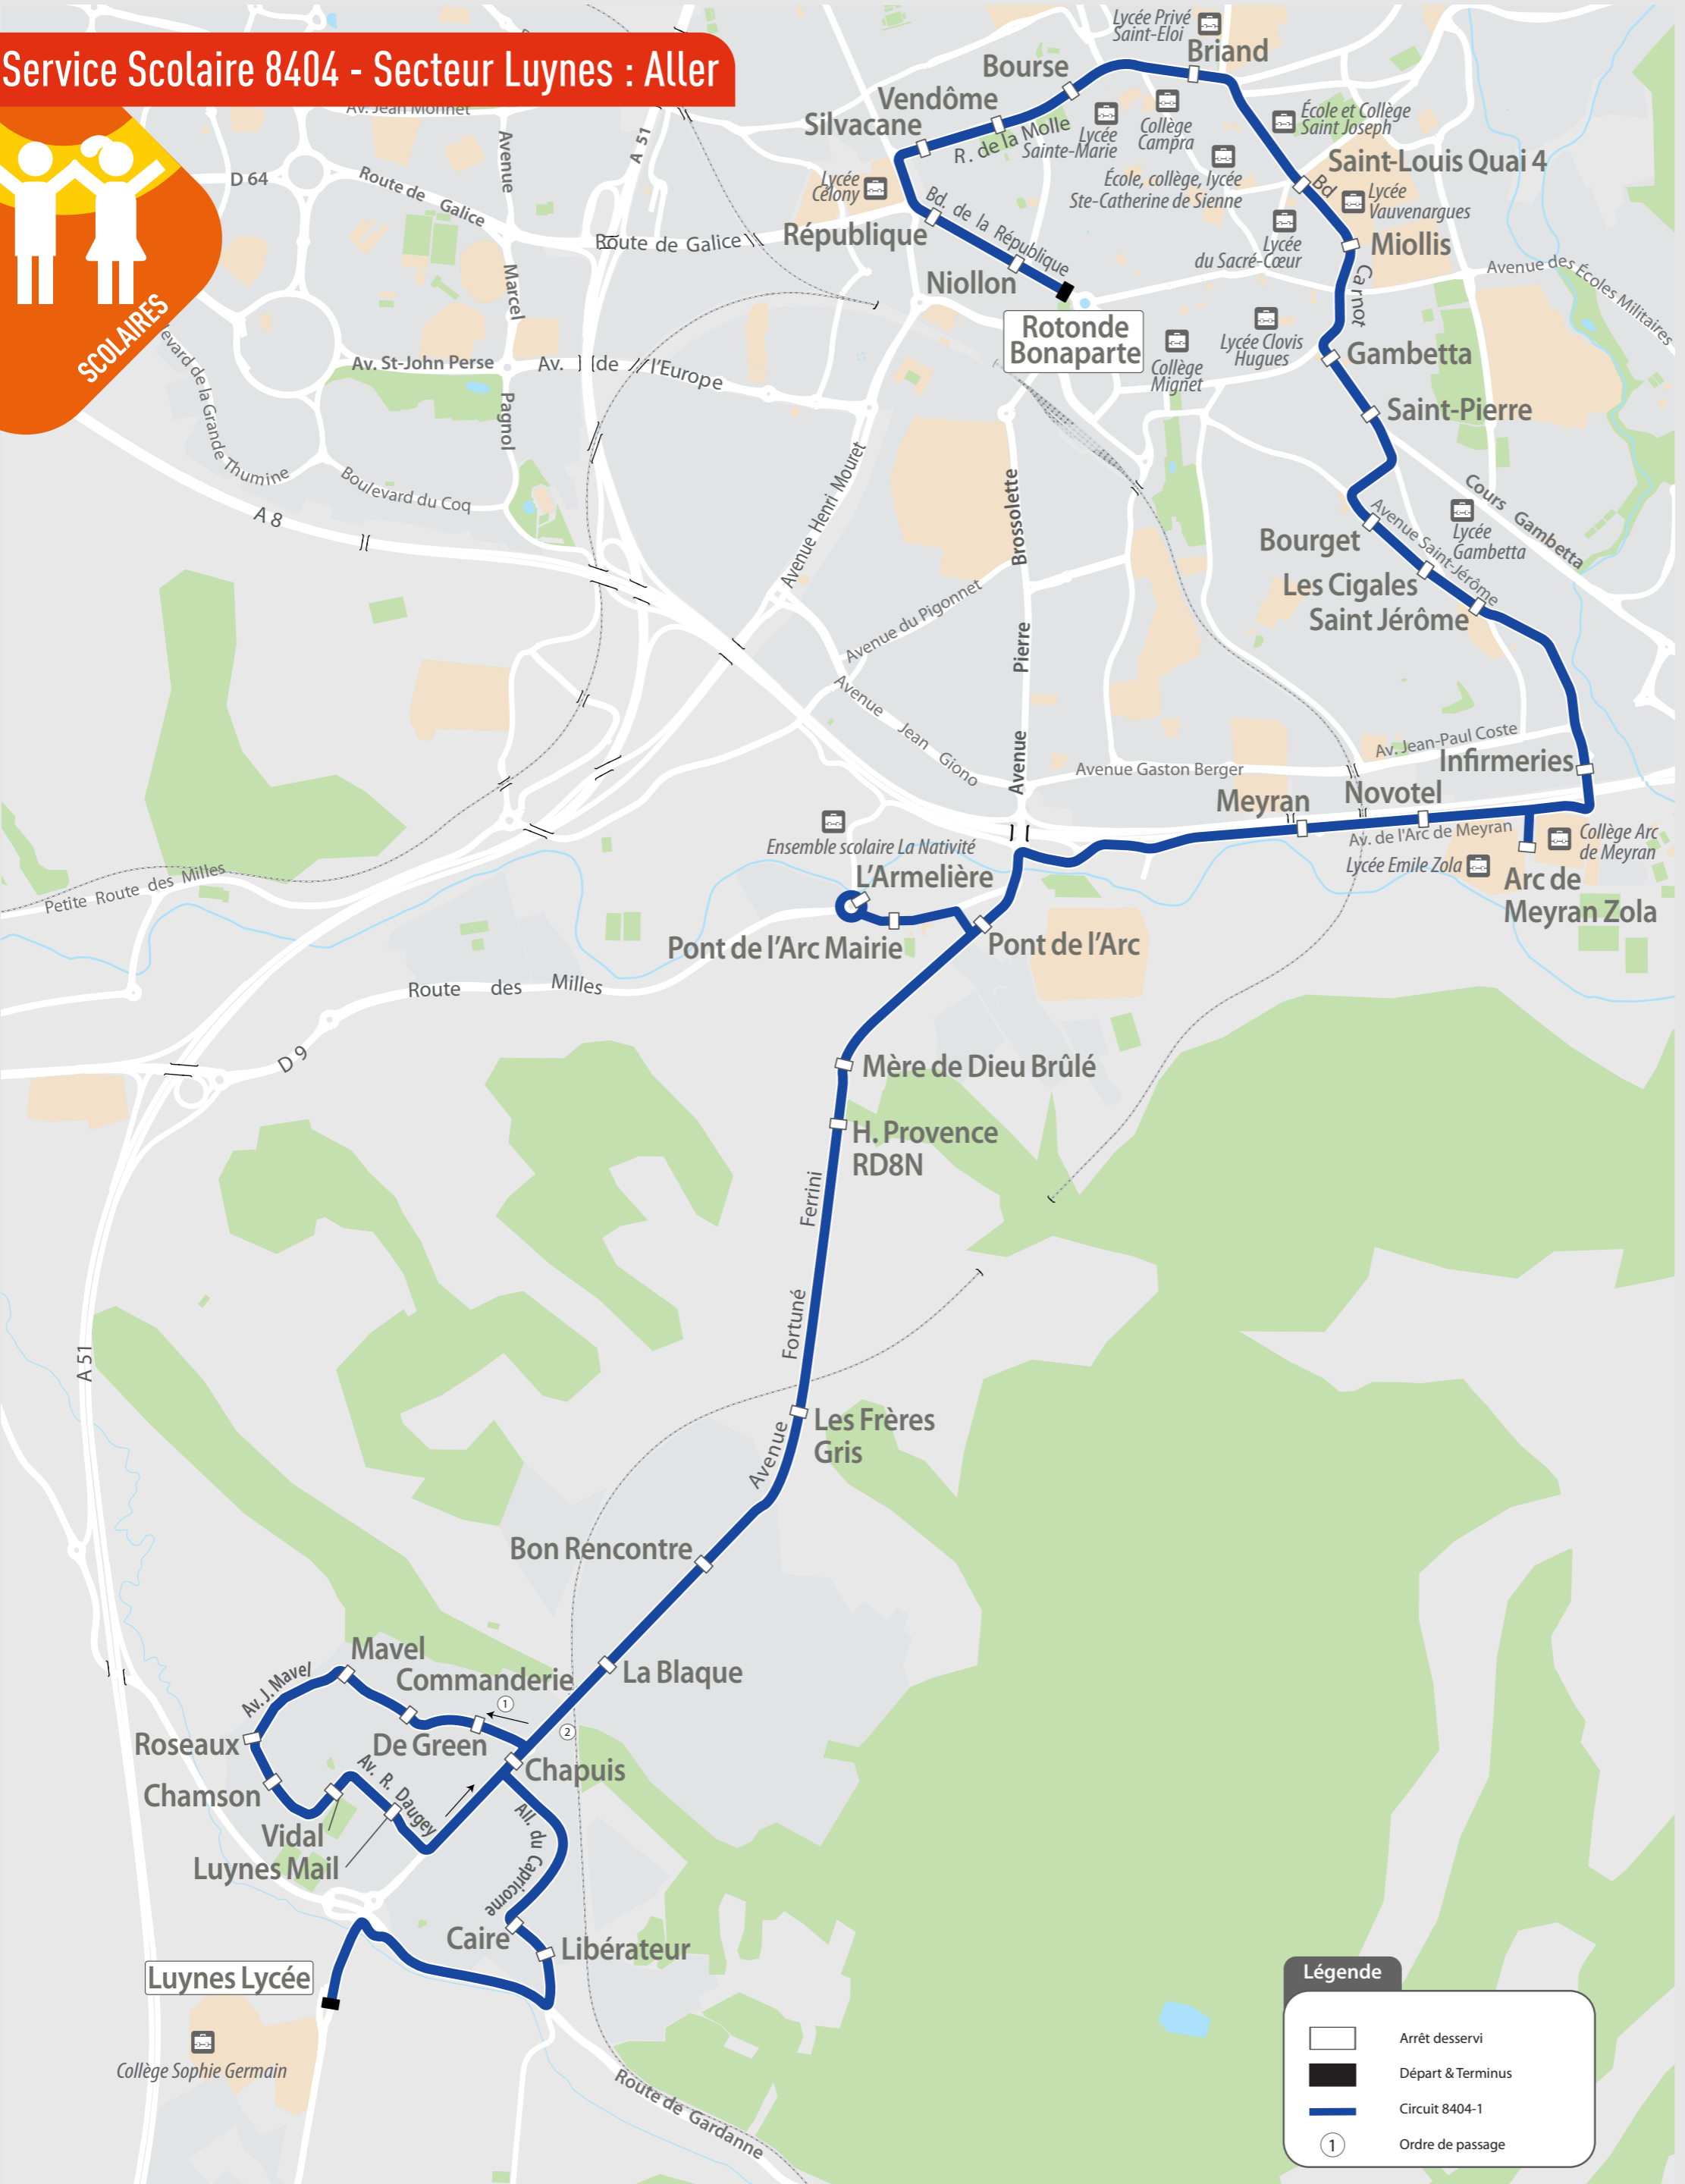 Service Scolaire 8404 - Secteur Luynes : Aller
SCOLAIRES
Lycée Privé
Saint-Eloi
Briand
Bourse
Vendôme
Silvacane
R. de la Molle
Lycée
Sainte-Marie
Collège
Campra
École et Collège
Saint Joseph
Saint-Louis Quai 4
École, collège, lycée
Ste-Catherine de Sienne
Bd
Carnot
Lycée
Vauvenargues
Lycée
Célony
Bd. de la République
République
Niollon
Lycée
du Sacré-Cœur
Miollis
Avenue des Écoles Militaires
Rotonde
Bonaparte
Collège
Mignet
Lycée Clovis
Hugues
Gambetta
Saint-Pierre
Av. Jean Monnet
D 64
Route de Galice
Route de Galice
A 51
Avenue
Marcel
Pagnol
Av. St-John Perse
Av. de l'Europe
evard de la Grande Thumine
Boulevard du Coq
A 8
Avenue Henri Mouret
Brossolette
Pierre
Avenue
Avenue du Pigonnet
Avenue Jean Giono
Cours Gambetta
Avenue Saint-Jérôme
Lycée
Gambetta
Bourget
Les Cigales
Saint Jérôme
Av. Jean-Paul Coste
Avenue Gaston Berger
Infirmeries
Novotel
Meyran
Av. de l'Arc de Meyran
Collège Arc
de Meyran
Lycée Emile Zola
Arc de
Meyran Zola
Ensemble scolaire La Nativité
L'Armelière
Pont de l'Arc Mairie
Pont de l'Arc
Petite Route des Milles
Route des Milles
D 9
Mère de Dieu Brûlé
H. Provence
RD8N
Avenue Fortuné Ferrini
A 51
Les Frères
Gris
Bon Rencontre
La Blaque
Mavel
Commanderie
Av. J. Mavel
1
2
Roseaux
De Green
Chapuis
Chamson
Av. R. Daugey
Vidal
Luynes Mail
All. du Capricorne
Caire
Libérateur
Luynes Lycée
Collège Sophie Germain
Route de Gardanne
Légende
Arrêt desservi
Départ & Terminus
Circuit 8404-1
1 Ordre de passage